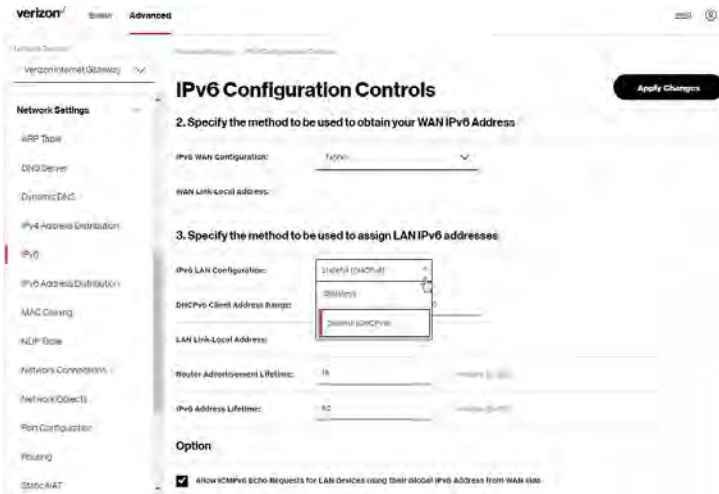 verizon
Advanced
Verizon Internet Gateway
IPv6 Configuration Controls
Apply Changes
Network Settings
2. Specify the method to be used to obtain your WAN IPv6 Address
ARP Table
IPv6 WAN Configuration:
None
DNS Server
WAN Link-Local Address:
Dynamic DNS
IPv4 Address Distribution
3. Specify the method to be used to assign LAN IPv6 addresses
IPv6
IPv6 LAN Configuration:
Stateful (DHCPv6)
IPv6 Address Distribution
Stateless
DHCPv6 Client Address Range:
MAC Cloning
Stateful (DHCPv6)
NDP Table
LAN Link-Local Address:
Network Connections
Router Advertisement Lifetime:
Network Objects
IPv6 Address Lifetime:
Port Configuration
Option
Routing
Static NAT
Allow ICMPv6 Echo Requests for LAN devices using their Global IPv6 Address from WAN side